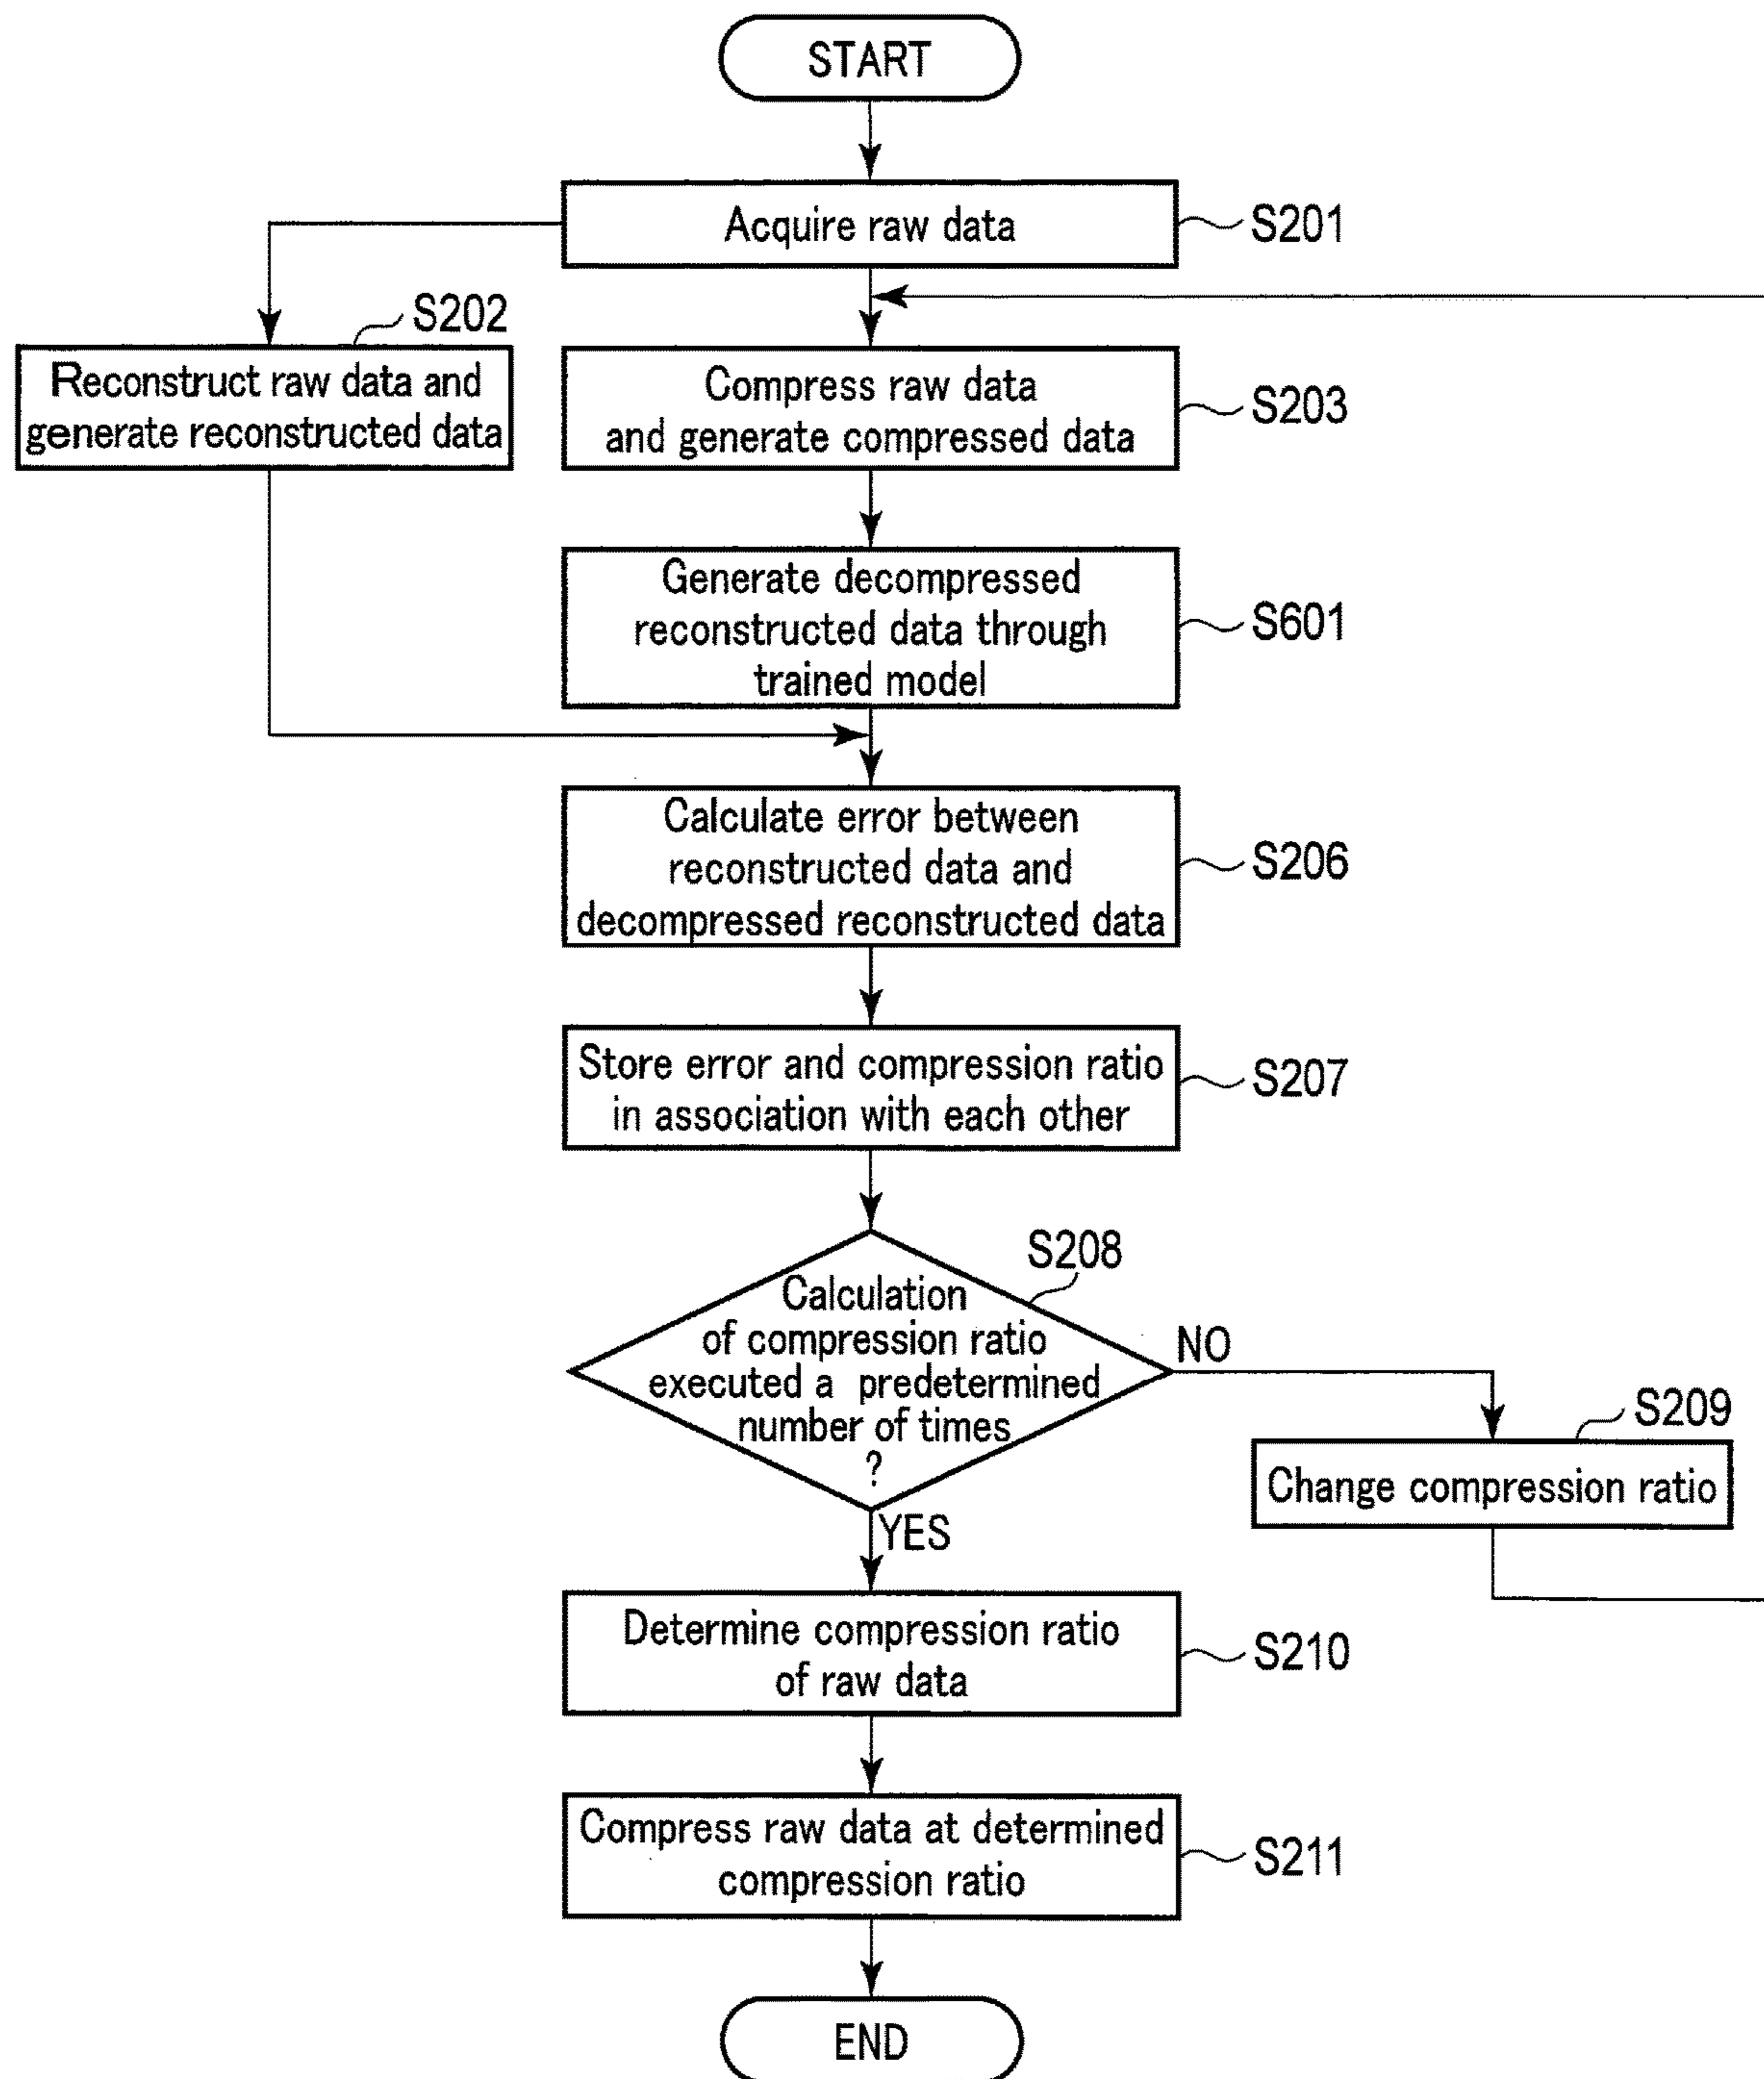 START
Acquire raw data
S201
S202
Reconstruct raw data and
generate reconstructed data
Compress raw data
and generate compressed data
S203
Generate decompressed
reconstructed data through
trained model
S601
Calculate error between
reconstructed data and
decompressed reconstructed data
S206
Store error and compression ratio
in association with each other
S207
S208
Calculation
of compression ratio
executed a predetermined
number of times
?
NO
S209
Change compression ratio
YES
Determine compression ratio
of raw data
S210
Compress raw data at determined
compression ratio
S211
END